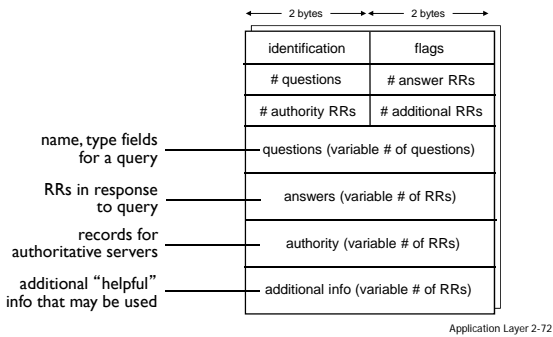 2 bytes 2 bytes
identification flags
# questions # answer RRs
# authority RRs # additional RRs
name, type fields
for a query
questions (variable # of questions)
RRs in response
to query
answers (variable # of RRs)
records for
authoritative servers
authority (variable # of RRs)
additional “helpful”
info that may be used
additional info (variable # of RRs)
Application Layer 2-72